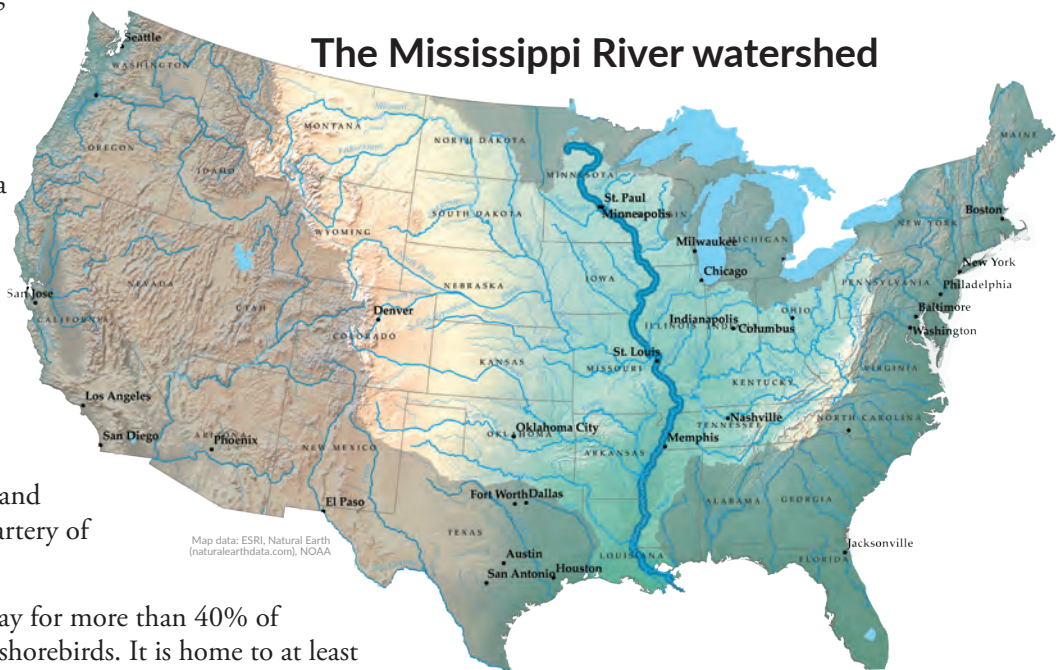 The Mississippi River watershed
Seattle
WASHINGTON
OREGON
IDAHO
MONTANA
Missouri
Yellowstone
NORTH DAKOTA
MINNESOTA
MAINE
a
St. Paul
Minneapolis
SOUTH DAKOTA
WYOMING
Milwaukee
MICHIGAN
NEW YORK
Boston
Chicago
IOWA
NEBRASKA
New York
PENNSYLVANIA
Philadelphia
San Jose
NEVADA
UTAH
CALIFORNIA
Denver
COLORADO
Indianapolis
OHIO
Columbus
ILLINOIS
Baltimore
Washington
St. Louis
MISSOURI
KANSAS
KENTUCKY
VIRGINIA
Los Angeles
San Diego
ARIZONA
Phoenix
NEW MEXICO
Oklahoma City
OKLAHOMA
ARKANSAS
Memphis
Nashville
TENNESSEE
NORTH CAROLINA
and
El Paso
Fort Worth
Dallas
TEXAS
ALABAMA
GEORGIA
artery of
Map data: ESRI, Natural Earth
(naturalearthdata.com), NOAA
Austin
San Antonio
Houston
LOUISIANA
Jacksonville
FLORIDA
ay for more than 40% of
shorebirds. It is home to at least